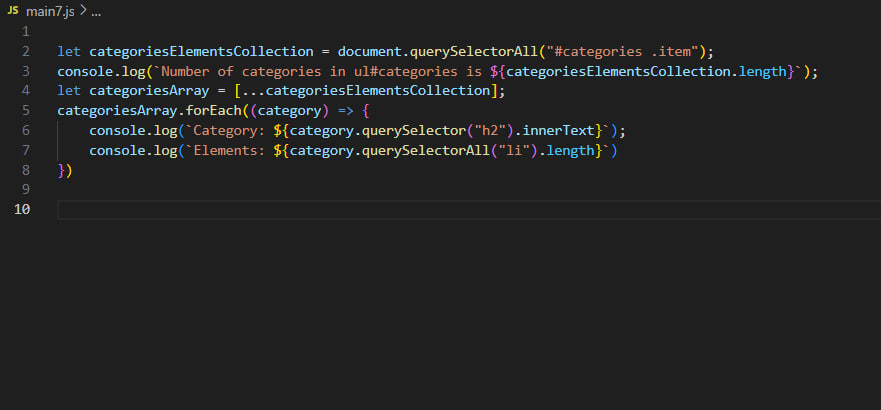 JS main7.js > ...
1
2 let categoriesElementsCollection = document.querySelectorAll("#categories .item");
3 console.log(`Number of categories in ul#categories is ${categoriesElementsCollection.length}`);
4 let categoriesArray = [...categoriesElementsCollection];
5 categoriesArray.forEach((category) => {
6     console.log(`Category: ${category.querySelector("h2").innerText}`);
7     console.log(`Elements: ${category.querySelectorAll("li").length}`)
8 })
9
10